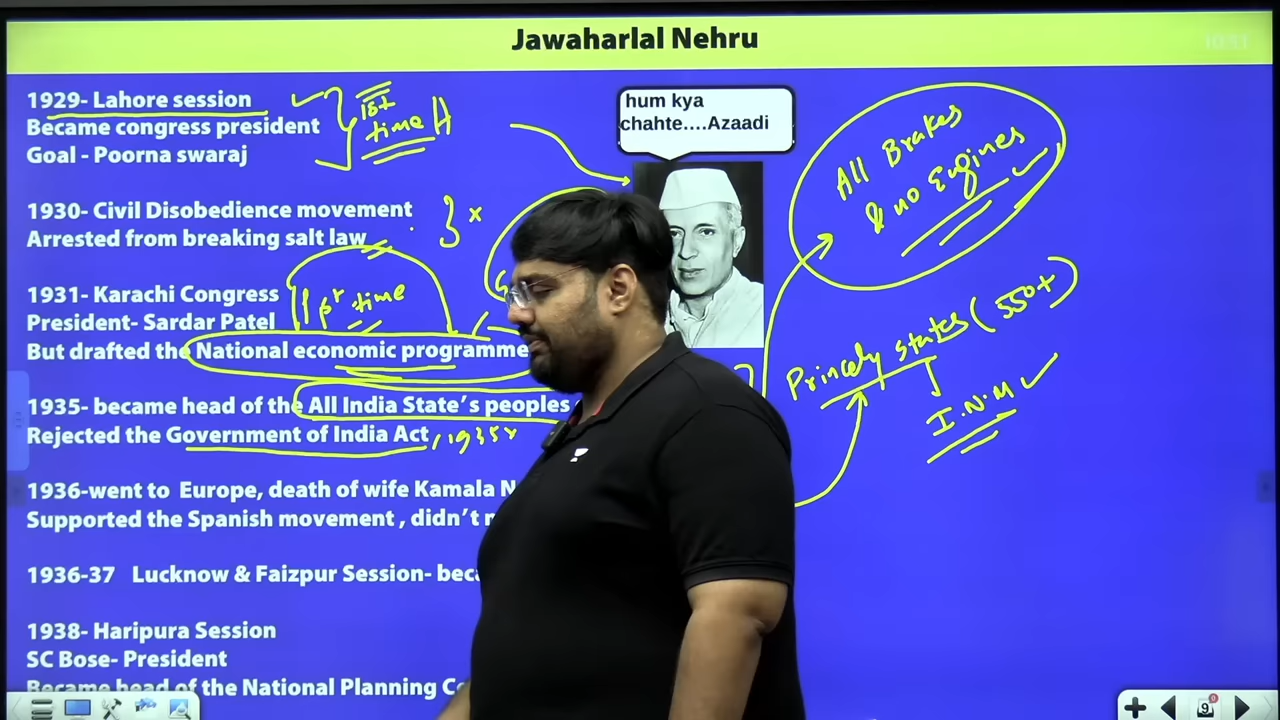 Jawaharlal Nehru
1929- Lahore session
Became congress president
Goal - Poorna swaraj
1st
time
hum kya
chahte....Azaadi
1930- Civil Disobedience movement
Arrested from breaking salt law
3 x
1931- Karachi Congress
President- Sardar Patel
But drafted the National economic programme
1st time
1935- became head of the All India State's peoples
Rejected the Government of India Act, 1935 x
1936-went to Europe, death of wife Kamala
Supported the Spanish movement , didn't
1936-37 Lucknow & Faizpur Session-
1938- Haripura Session
SC Bose- President
Became head of the National Planning
All Brakes
& no Engines
Princely states (550+)
I.N.M
9